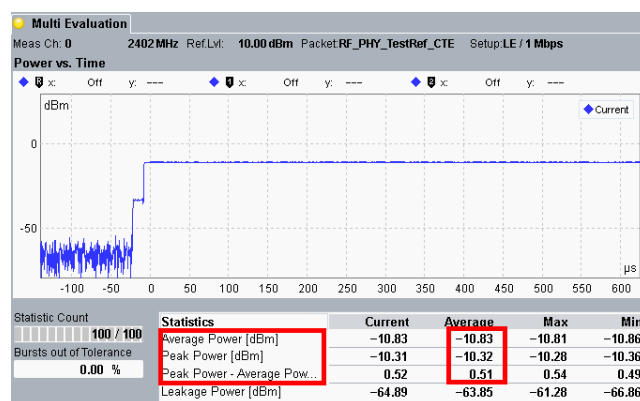 Multi Evaluation
Meas Ch: 0 2402 MHz Ref.Lvl: 10.00 dBm Packet:RF_PHY_TestRef_CTE Setup:LE / 1 Mbps
Power vs. Time
R x: Off y: --- 1 x: Off y: --- 2 x: Off y: ---
dBm
Current
0
-50
µs
-100 -50 0 50 100 150 200 250 300 350 400 450 500 550 600
Statistic Count
100 / 100
Bursts out of Tolerance
0.00 %
Statistics Current Average Max Min
Average Power [dBm] −10.83 −10.83 −10.81 −10.86
Peak Power [dBm] −10.31 −10.32 −10.28 −10.36
Peak Power - Average Pow... 0.52 0.51 0.54 0.49
Leakage Power [dBm] −64.89 −63.85 −61.28 −66.86